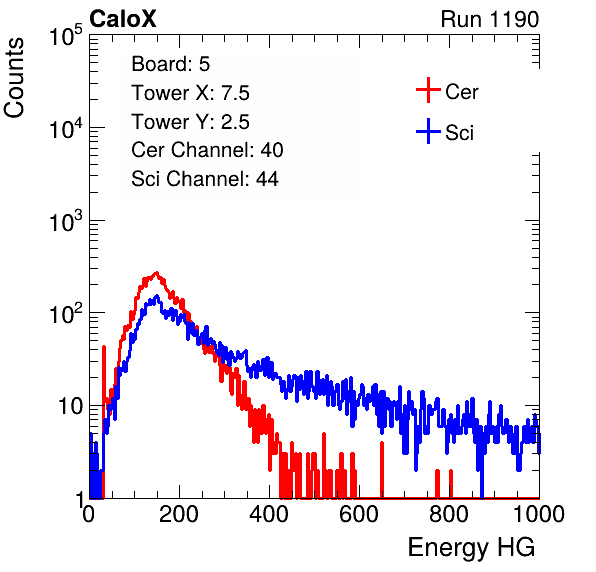 CaloX Run 1190
Counts
10^5
10^4
10^3
10^2
10
1
Board: 5
Tower X: 7.5
Tower Y: 2.5
Cer Channel: 40
Sci Channel: 44
Cer
Sci
0 200 400 600 800 1000
Energy HG